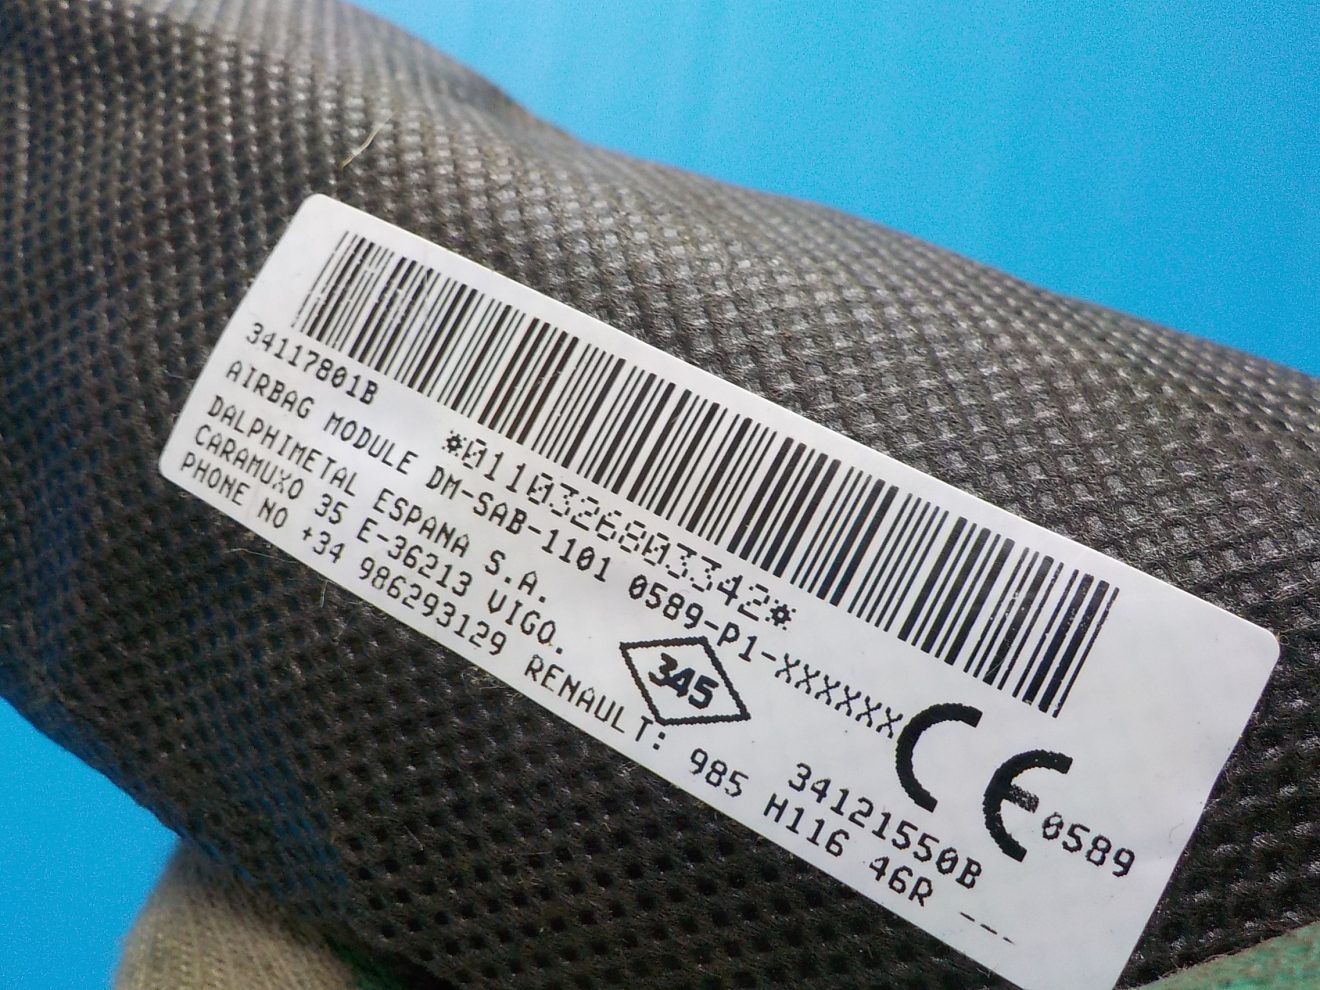 34117801B
*0110326803342*
AIRBAG MODULE DM-SAB-1101 0589-P1-XXXXXX
DALPHIMETAL ESPANA S.A.
CARAMUXO 35 E-36213 VIGO.
PHONE NO +34 986293129 RENAULT: 985 H116 46R ---
345
34121550B
CE 0589